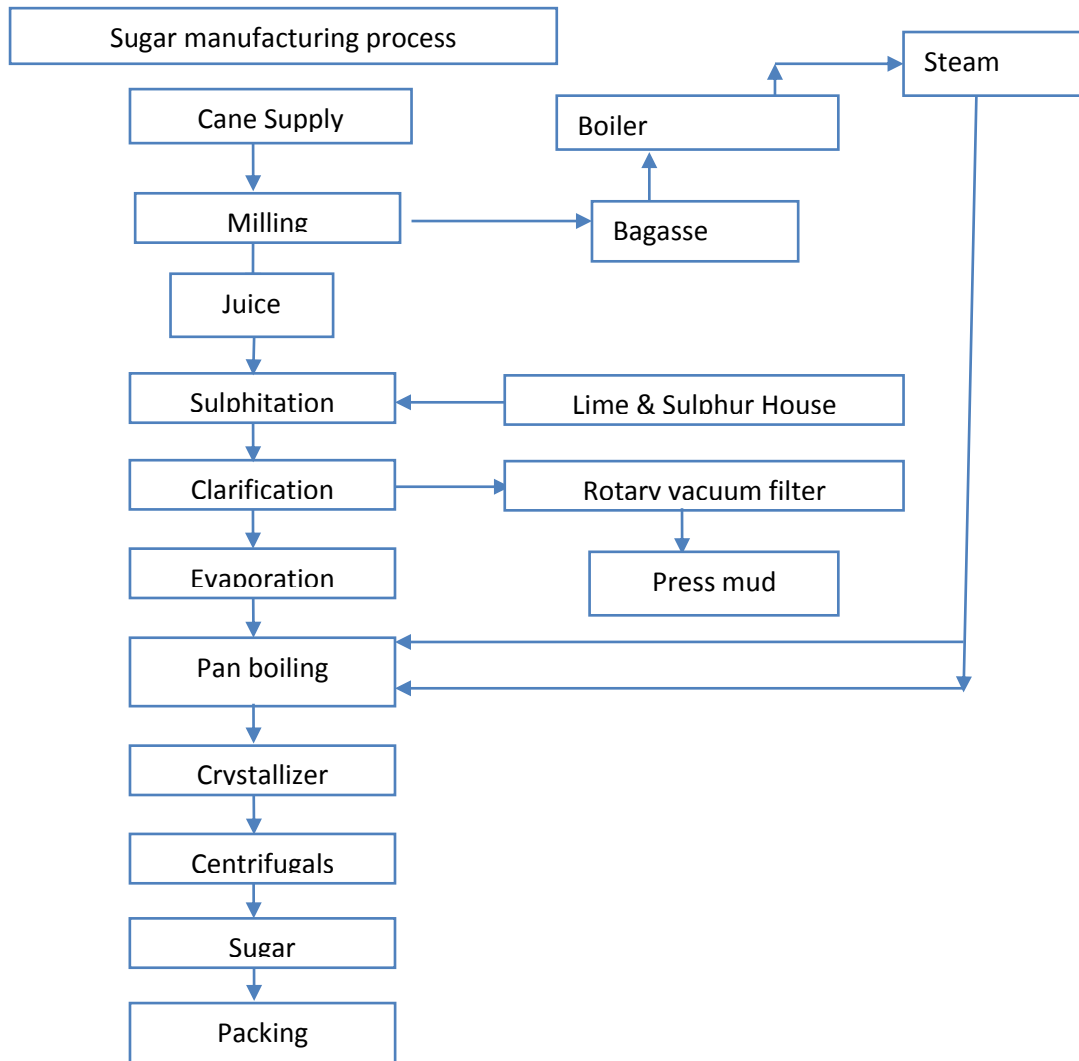 Sugar manufacturing process
Steam
Cane Supply
Boiler
Milling
Bagasse
Juice
Sulphitation
Lime & Sulphur House
Clarification
Rotary vacuum filter
Evaporation
Press mud
Pan boiling
Crystallizer
Centrifugals
Sugar
Packing